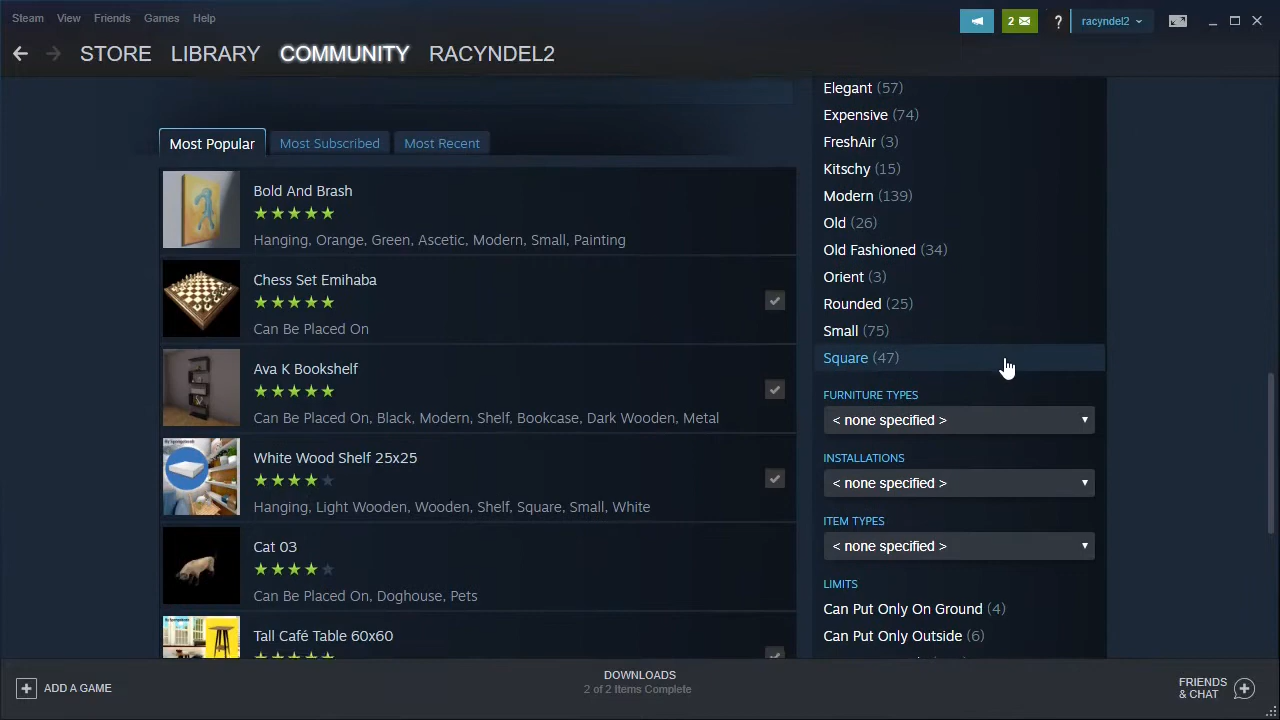 Steam View Friends Games Help
2
?
racyndel2
STORE LIBRARY COMMUNITY RACYNDEL2
Most Popular Most Subscribed Most Recent
Bold And Brash
Hanging, Orange, Green, Ascetic, Modern, Small, Painting
Chess Set Emihaba
Can Be Placed On
Ava K Bookshelf
Can Be Placed On, Black, Modern, Shelf, Bookcase, Dark Wooden, Metal
White Wood Shelf 25x25
Hanging, Light Wooden, Wooden, Shelf, Square, Small, White
Cat 03
Can Be Placed On, Doghouse, Pets
Tall Café Table 60x60
Elegant (57)
Expensive (74)
FreshAir (3)
Kitschy (15)
Modern (139)
Old (26)
Old Fashioned (34)
Orient (3)
Rounded (25)
Small (75)
Square (47)
FURNITURE TYPES
< none specified >
INSTALLATIONS
< none specified >
ITEM TYPES
< none specified >
LIMITS
Can Put Only On Ground (4)
Can Put Only Outside (6)
ADD A GAME
DOWNLOADS
2 of 2 Items Complete
FRIENDS
& CHAT